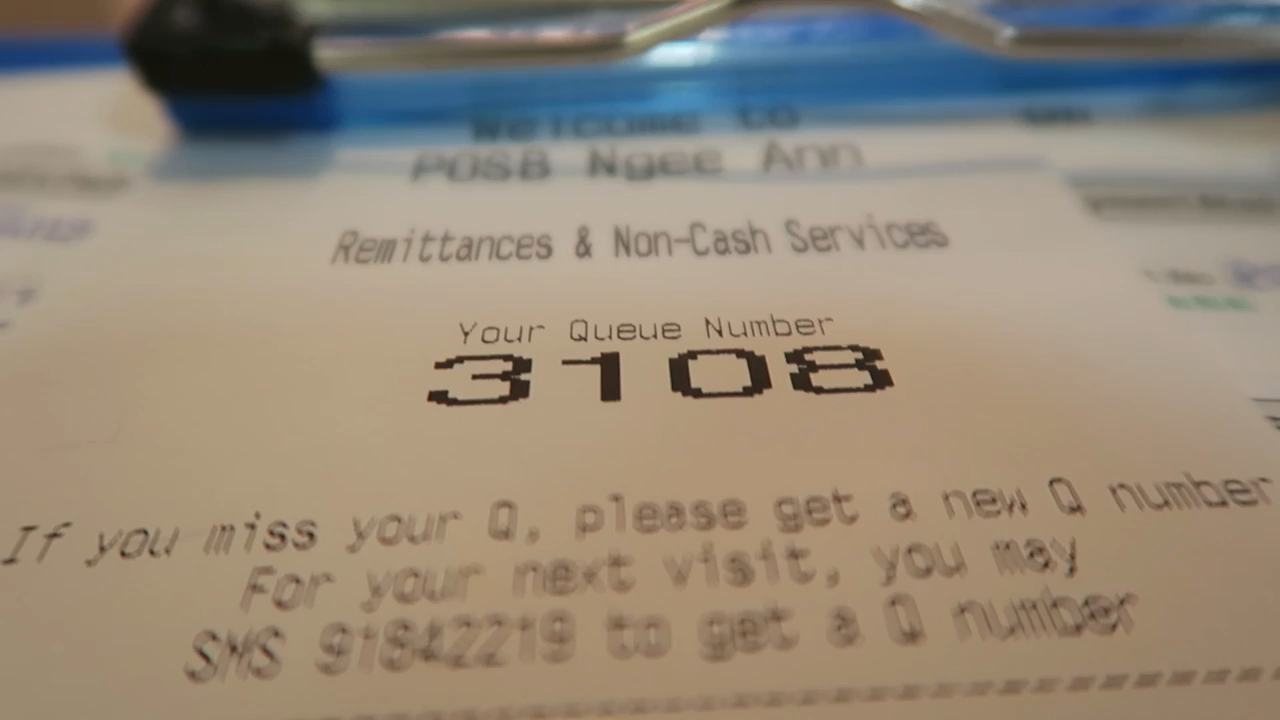 Welcome to
POSB Ngee Ann
Remittances & Non-Cash Services
Your Queue Number
3108
If you miss your Q, please get a new Q number
For your next visit, you may
SMS 91842219 to get a Q number